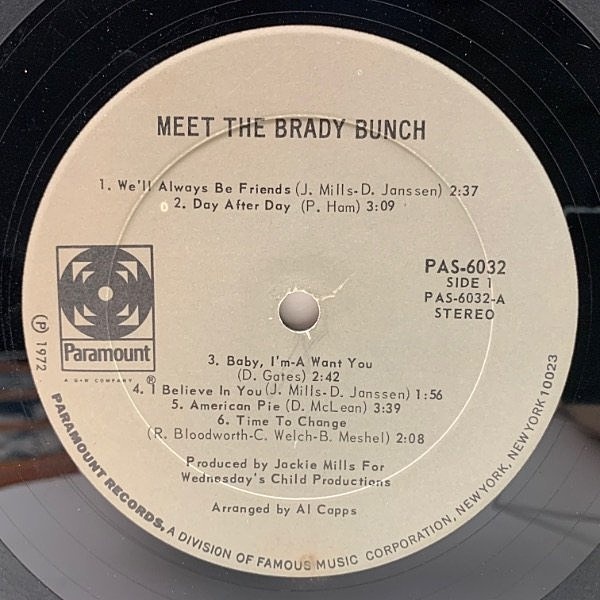 MEET THE BRADY BUNCH
1. We'll Always Be Friends (J. Mills-D. Janssen) 2:37
2. Day After Day (P. Ham) 3:09
PAS-6032
SIDE 1
PAS-6032-A
STEREO
Paramount
A G+W COMPANY ®
Ⓟ 1972
3. Baby, I'm-A Want You
(D. Gates) 2:42
4. I Believe In You (J. Mills-D. Janssen) 1:56
5. American Pie (D. McLean) 3:39
6. Time To Change
(R. Bloodworth-C. Welch-B. Meshel) 2:08
Produced by Jackie Mills For
Wednesday's Child Productions
Arranged by Al Capps
PARAMOUNT RECORDS, A DIVISION OF FAMOUS MUSIC CORPORATION, NEW YORK, NEW YORK 10023